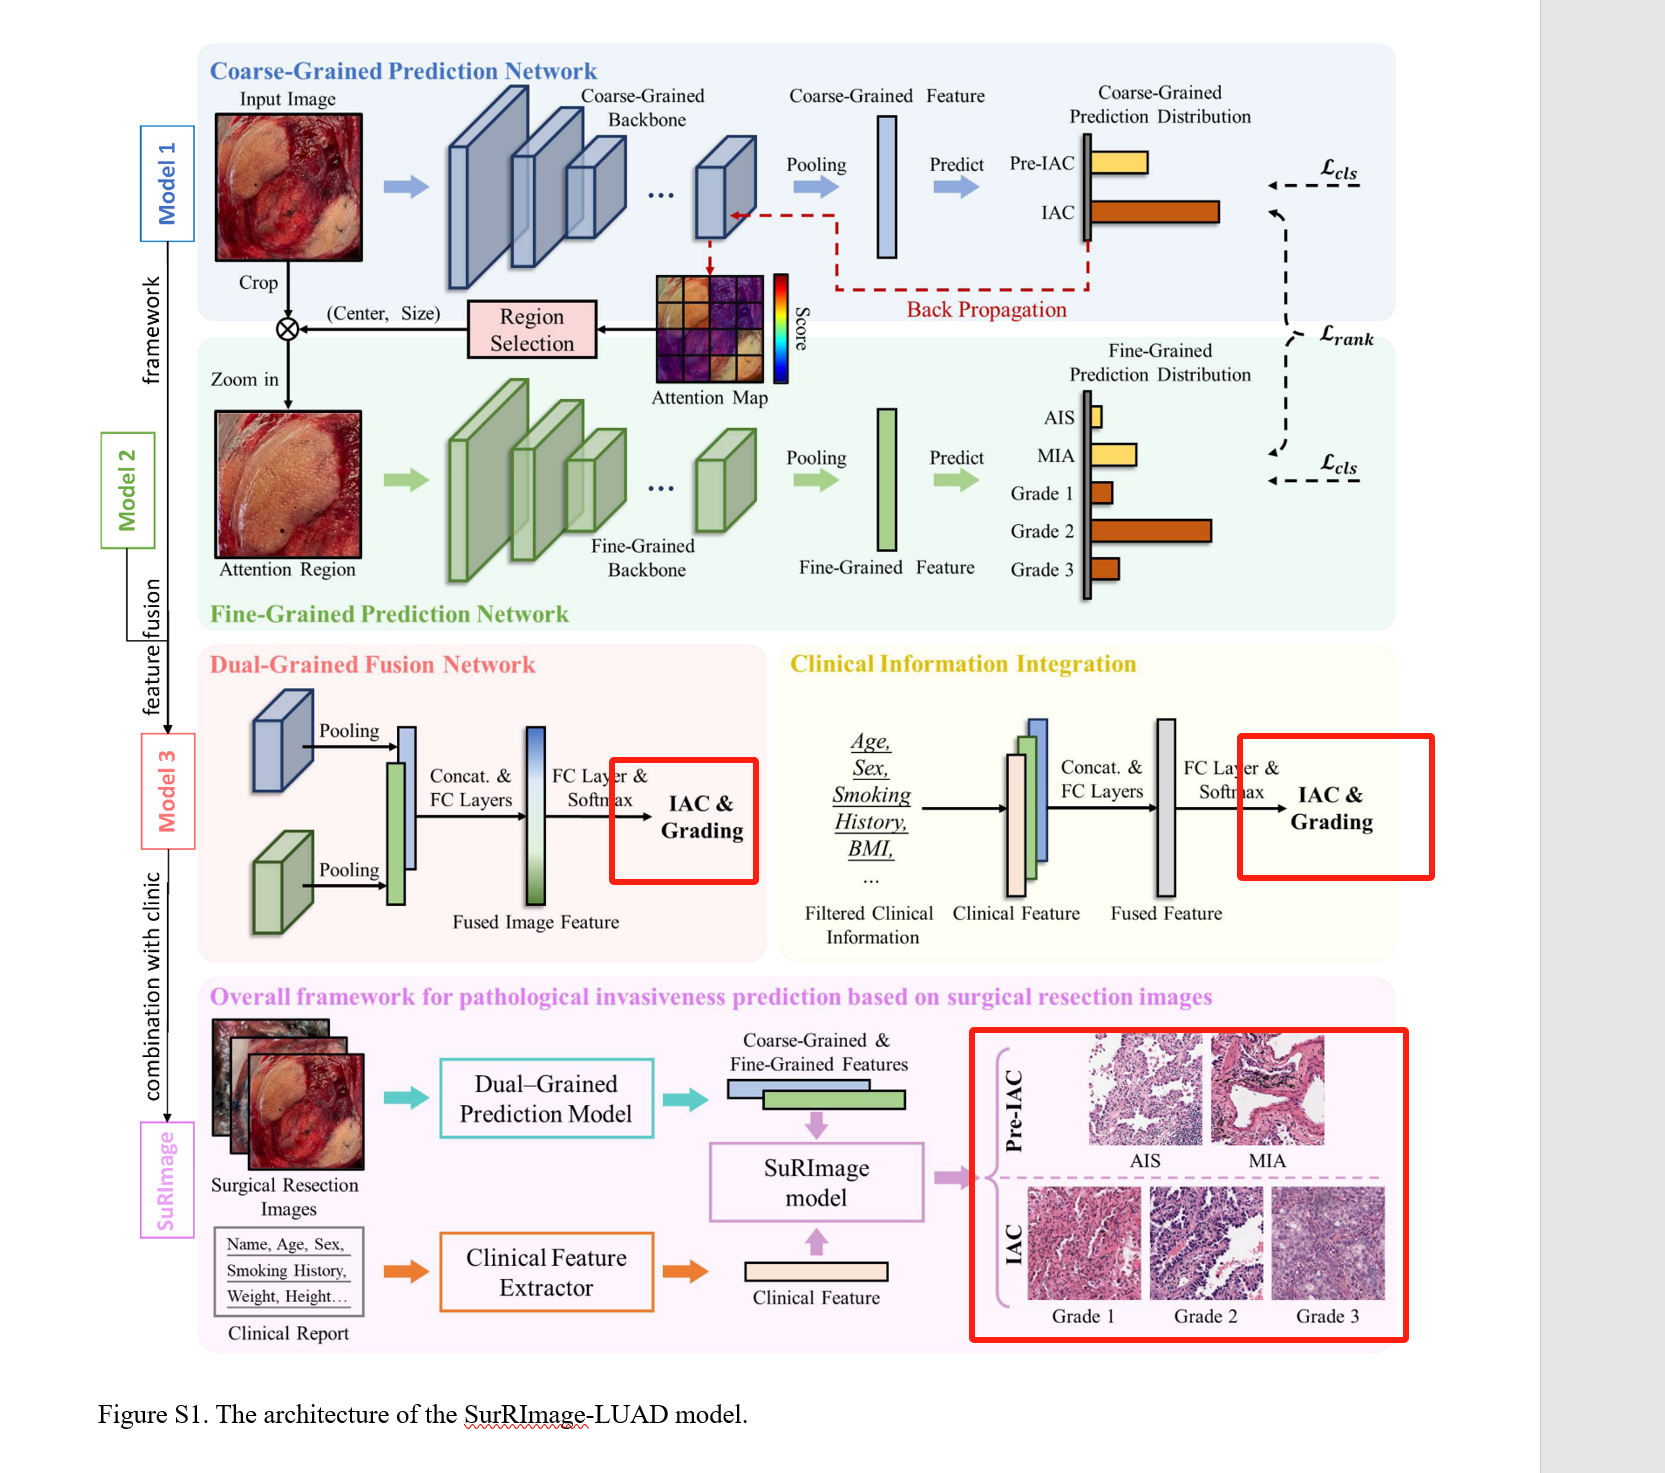 Coarse-Grained Prediction Network
Input Image
Coarse-Grained
Backbone
Coarse-Grained Feature
Coarse-Grained
Prediction Distribution
Model 1
...
Pooling
Predict
Pre-IAC
IAC
ℒcls
Crop
(Center, Size)
Region
Selection
Score
Back Propagation
ℒrank
framework
Zoom in
Attention Map
Fine-Grained
Prediction Distribution
Model 2
AIS
MIA
Grade 1
Grade 2
Grade 3
...
Pooling
Predict
ℒcls
Attention Region
Fine-Grained
Backbone
Fine-Grained Feature
Fine-Grained Prediction Network
feature fusion
Dual-Grained Fusion Network
Pooling
Pooling
Concat. &
FC Layers
FC Layer &
Softmax
IAC &
Grading
Fused Image Feature
Model 3
Clinical Information Integration
Age,
Sex,
Smoking
History,
BMI,
...
Filtered Clinical
Information
Clinical Feature
Concat. &
FC Layers
Fused Feature
FC Layer &
Softmax
IAC &
Grading
combination with clinic
Overall framework for pathological invasiveness prediction based on surgical resection images
SuRImage
Surgical Resection
Images
Dual–Grained
Prediction Model
Coarse-Grained &
Fine-Grained Features
SuRImage
model
Name, Age, Sex,
Smoking History,
Weight, Height...
Clinical Report
Clinical Feature
Extractor
Clinical Feature
Pre-IAC
AIS
MIA
IAC
Grade 1
Grade 2
Grade 3
Figure S1. The architecture of the SurRImage-LUAD model.